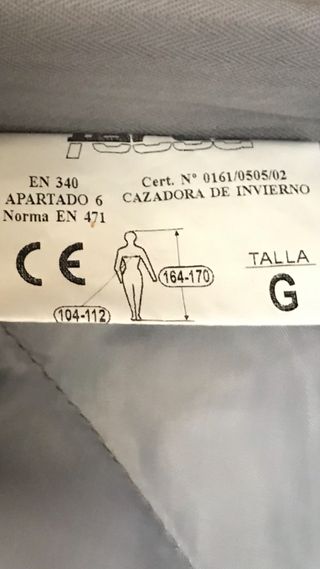 EN 340
APARTADO 6
Norma EN 471
Cert. N° 0161/0505/02
CAZADORA DE INVIERNO
CE
164-170
104-112
TALLA
G